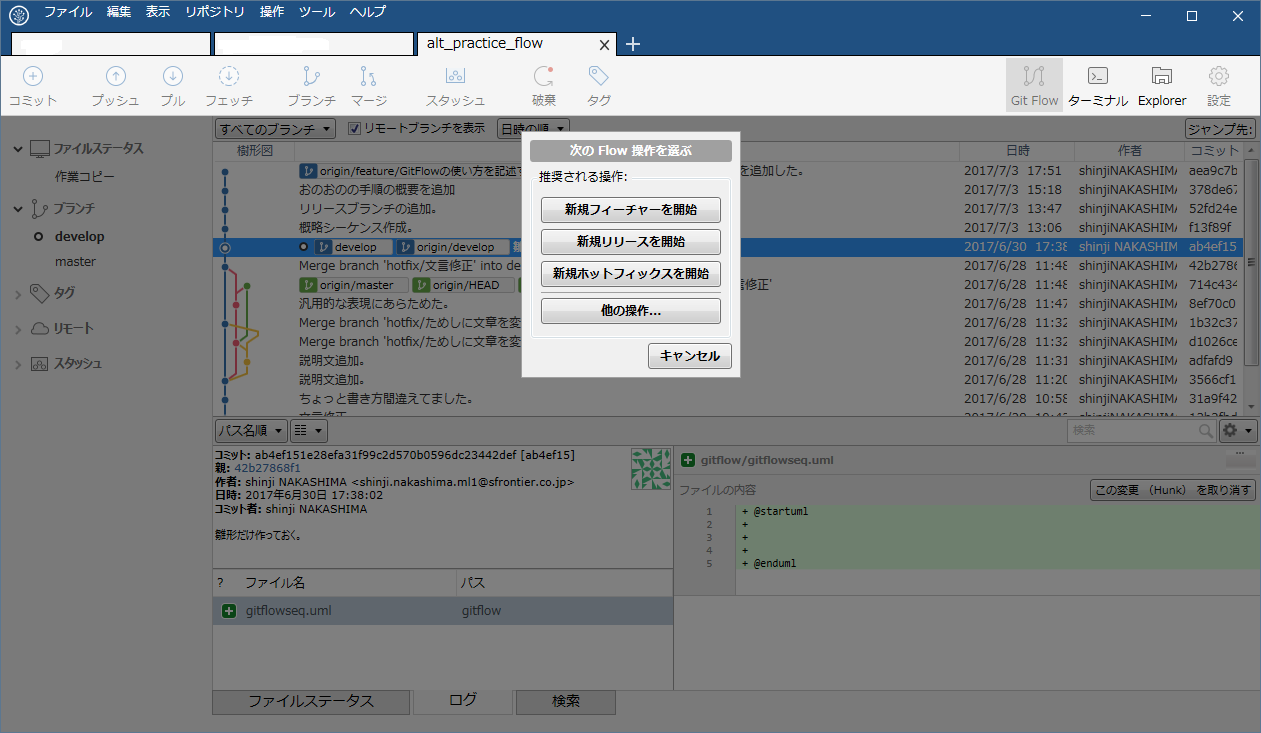 ファイル 編集 表示 リポジトリ 操作 ツール ヘルプ
alt_practice_flow
コミット プッシュ プル フェッチ ブランチ マージ スタッシュ 破棄 タグ Git Flow ターミナル Explorer 設定
すべてのブランチ リモートブランチを表示 日時の順 ジャンプ先:
ファイルステータス
作業コピー
ブランチ
develop
master
タグ
リモート
スタッシュ
樹形図 日時 作者 コミット
origin/feature/GitFlowの使い方を記述す を追加した。 2017/7/3 17:51 shinjiNAKASHIMA aea9c7b
おのおのの手順の概要を追加 2017/7/3 15:18 shinjiNAKASHIMA 378de67
リリースブランチの追加。 2017/7/3 13:47 shinjiNAKASHIMA 52fd24e
概略シーケンス作成。 2017/7/3 13:06 shinjiNAKASHIMA f13f89f
develop origin/develop 2017/6/30 17:38 shinji NAKASHIM ab4ef15
Merge branch 'hotfix/文言修正' into de 2017/6/28 11:48 shinjiNAKASHIMA 42b2786
origin/master origin/HEAD 言修正' 2017/6/28 11:48 shinjiNAKASHIMA 714c434
汎用的な表現にあらためた。 2017/6/28 11:47 shinjiNAKASHIMA 8ef70c0
Merge branch 'hotfix/ためしに文章を変 2017/6/28 11:32 shinjiNAKASHIMA 1b32c37
Merge branch 'hotfix/ためしに文章を変 2017/6/28 11:32 shinjiNAKASHIMA d1026ce
説明文追加。 2017/6/28 11:31 shinjiNAKASHIMA adfafd9
説明文追加。 2017/6/28 11:20 shinjiNAKASHIMA 3566cf1
ちょっと書き方間違えてました。 2017/6/28 10:58 shinjiNAKASHIMA 31a9f42
次の Flow 操作を選ぶ
推奨される操作:
新規フィーチャーを開始
新規リリースを開始
新規ホットフィックスを開始
他の操作...
キャンセル
パス名順 検索
コミット: ab4ef151e28efa31f99c2d570b0596dc23442def [ab4ef15]
親: 42b27868f1
作者: shinji NAKASHIMA <shinji.nakashima.ml1@sfrontier.co.jp>
日時: 2017年6月30日 17:38:02
コミット者: shinji NAKASHIMA
雛形だけ作っておく。
? ファイル名 パス
gitflowseq.uml gitflow
gitflow/gitflowseq.uml
ファイルの内容 この変更 （Hunk） を取り消す
1 + @startuml
2 +
3 +
4 +
5 + @enduml
ファイルステータス ログ 検索